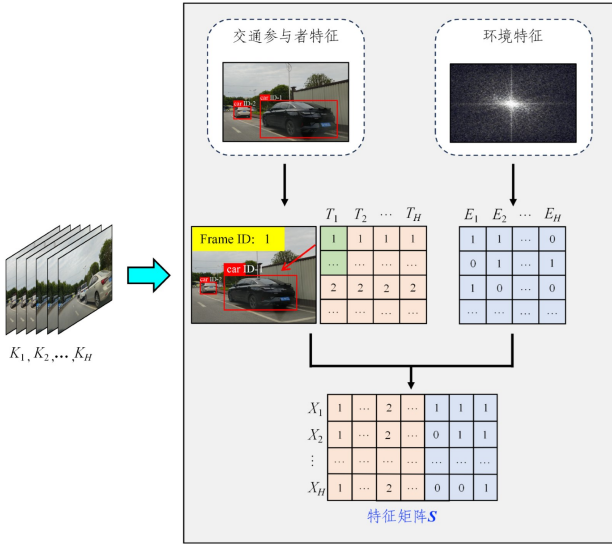 交通参与者特征
环境特征
car ID-2
car ID-1
T1 T2 ··· TH
E1 E2 ··· EH
Frame ID: 1
car ID-2
car ID-1
1 1 1 1
...
2 2 2 2
... ... ... ...
1 1 ... 0
0 1 ... 1
1 0 ... 0
... ... ... ...
K1, K2,...,KH
X1 1 ... 2 ... 1 1 1
X2 1 ... 2 ... 0 1 1
⋮ ... ... ... ... ... ... ...
XH 1 ... 2 ... 0 0 1
特征矩阵S